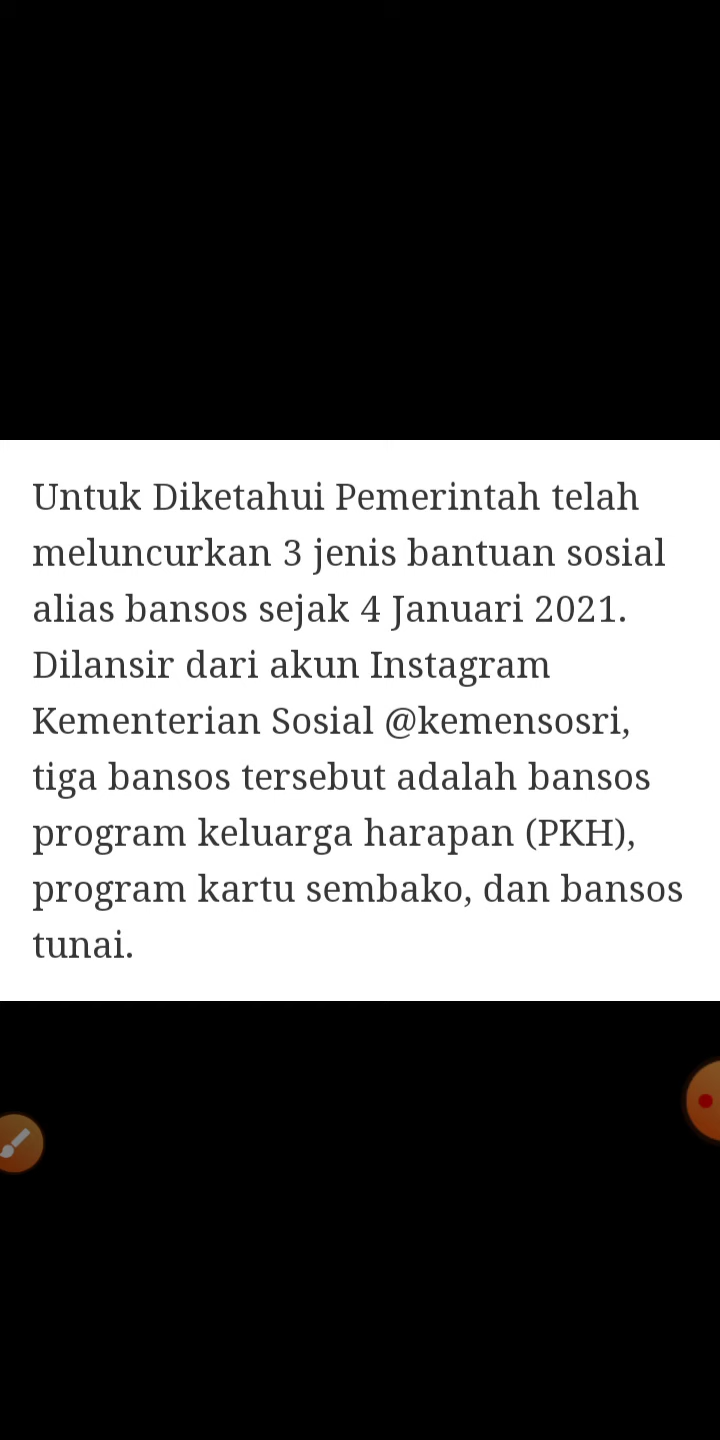 Untuk Diketahui Pemerintah telah
meluncurkan 3 jenis bantuan sosial
alias bansos sejak 4 Januari 2021.
Dilansir dari akun Instagram
Kementerian Sosial @kemensosri,
tiga bansos tersebut adalah bansos
program keluarga harapan (PKH),
program kartu sembako, dan bansos
tunai.